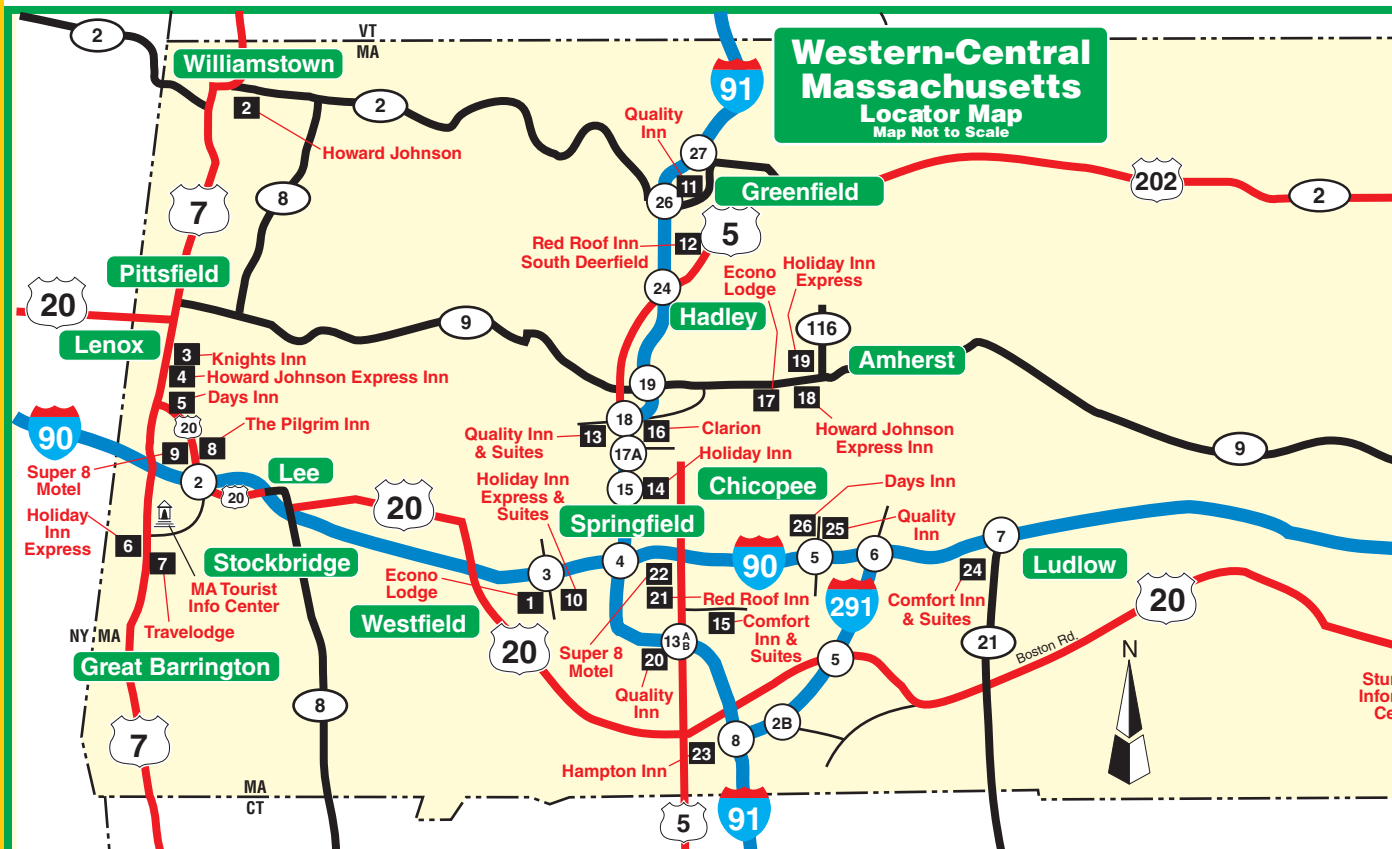 Western-Central
Massachusetts
Locator Map
Map Not to Scale
VT
MA
2
Williamstown
2
2
Howard Johnson
91
Quality
Inn
27
11
26
Greenfield
202
2
7
8
Red Roof Inn
South Deerfield
12
5
Pittsfield
24
Econo
Lodge
Holiday Inn
Express
20
9
Hadley
116
Lenox
19
Amherst
3
Knights Inn
4
Howard Johnson Express Inn
5
Days Inn
19
17
18
20
The Pilgrim Inn
8
9
90
Super 8
Motel
Quality Inn
& Suites
13
18
16
Clarion
Howard Johnson
Express Inn
9
17A
Holiday Inn
2
20
Lee
20
Holiday Inn
Express &
Suites
15
14
Chicopee
Days Inn
Holiday
Inn
Express
6
7
Stockbridge
MA Tourist
Info Center
Travelodge
Springfield
26
25
Quality
Inn
4
90
5
6
7
Ludlow
3
Econo
Lodge
1
10
22
21
Red Roof Inn
24
Comfort Inn
& Suites
291
20
Westfield
15
Comfort
Inn &
Suites
NY
MA
Great Barrington
20
Super 8
Motel
13
A
B
20
Quality
Inn
5
21
Boston Rd.
N
8
7
2B
8
23
Hampton Inn
MA
CT
5
91